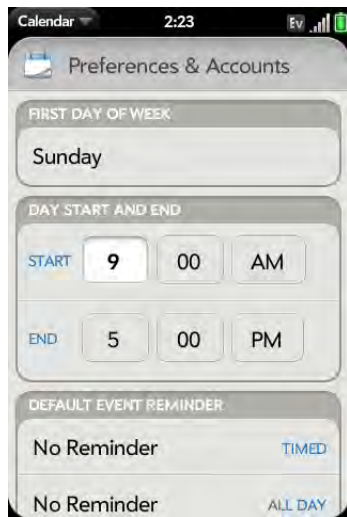 Calendar 2:23 Ev
Preferences & Accounts
FIRST DAY OF WEEK
Sunday
DAY START AND END
START 9 00 AM
END 5 00 PM
DEFAULT EVENT REMINDER
No Reminder TIMED
No Reminder ALL DAY